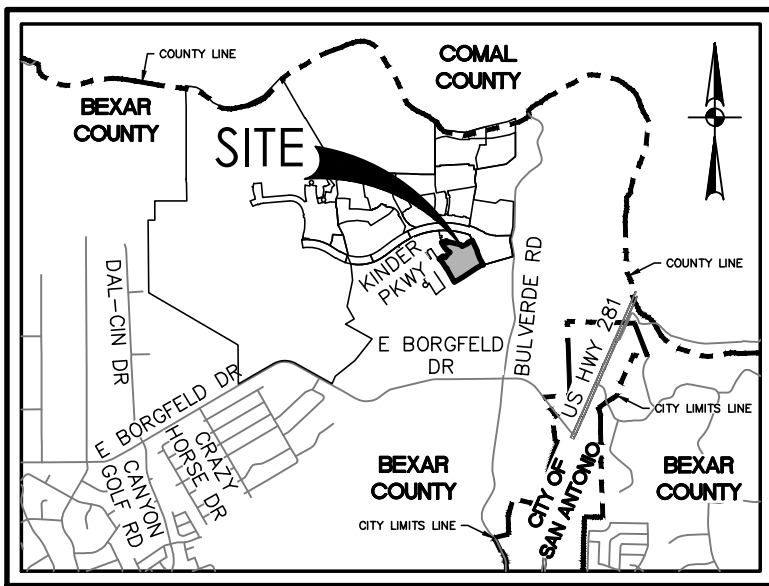 COUNTY LINE
COMAL
COUNTY
BEXAR
COUNTY
SITE
KINDER
PKWY
BULVERDE RD
COUNTY LINE
DAL-CIN DR
US HWY 281
E BORGFELD
DR
E BORGFELD DR
CITY LIMITS LINE
CRAZY
HORSE DR
CANYON
GOLF RD
BEXAR
COUNTY
CITY OF
SAN ANTONIO
BEXAR
COUNTY
CITY LIMITS LINE